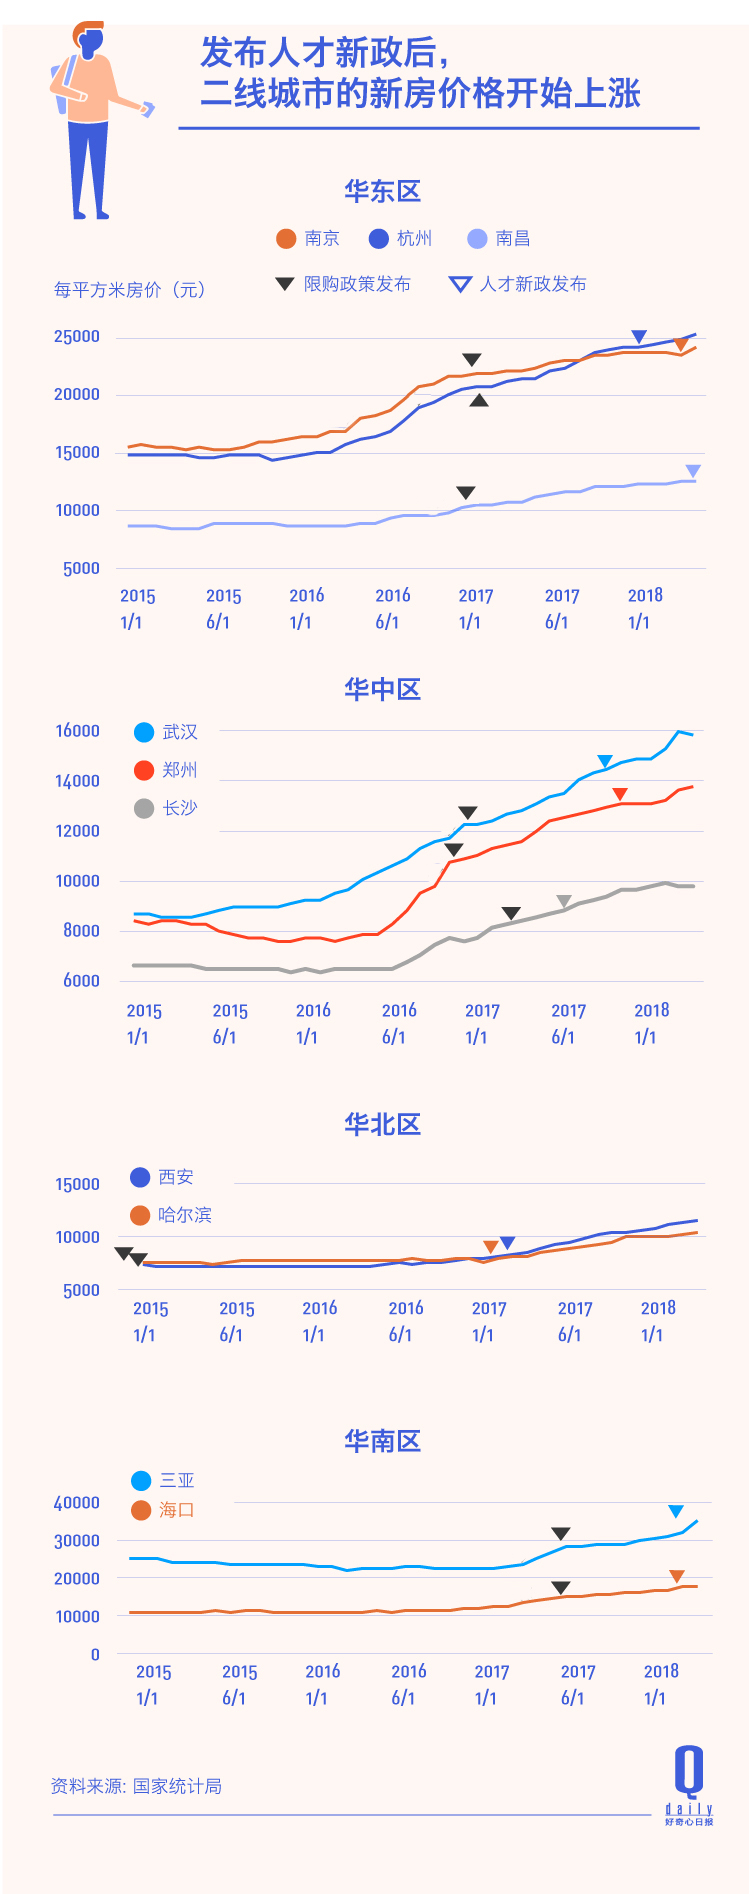 发布人才新政后，
二线城市的新房价格开始上涨
华东区
南京 杭州 南昌
每平方米房价（元） 限购政策发布 人才新政发布
25000
20000
15000
10000
5000
2015 2015 2016 2016 2017 2017 2018
1/1 6/1 1/1 6/1 1/1 6/1 1/1
华中区
16000 武汉
郑州
14000
长沙
12000
10000
8000
6000
2015 2015 2016 2016 2017 2017 2018
1/1 6/1 1/1 6/1 1/1 6/1 1/1
华北区
15000 西安
哈尔滨
10000
5000
2015 2015 2016 2016 2017 2017 2018
1/1 6/1 1/1 6/1 1/1 6/1 1/1
华南区
三亚
40000 海口
30000
20000
10000
0
2015 2015 2016 2016 2017 2017 2018
1/1 6/1 1/1 6/1 1/1 6/1 1/1
资料来源: 国家统计局
Q
daily
好奇心日报